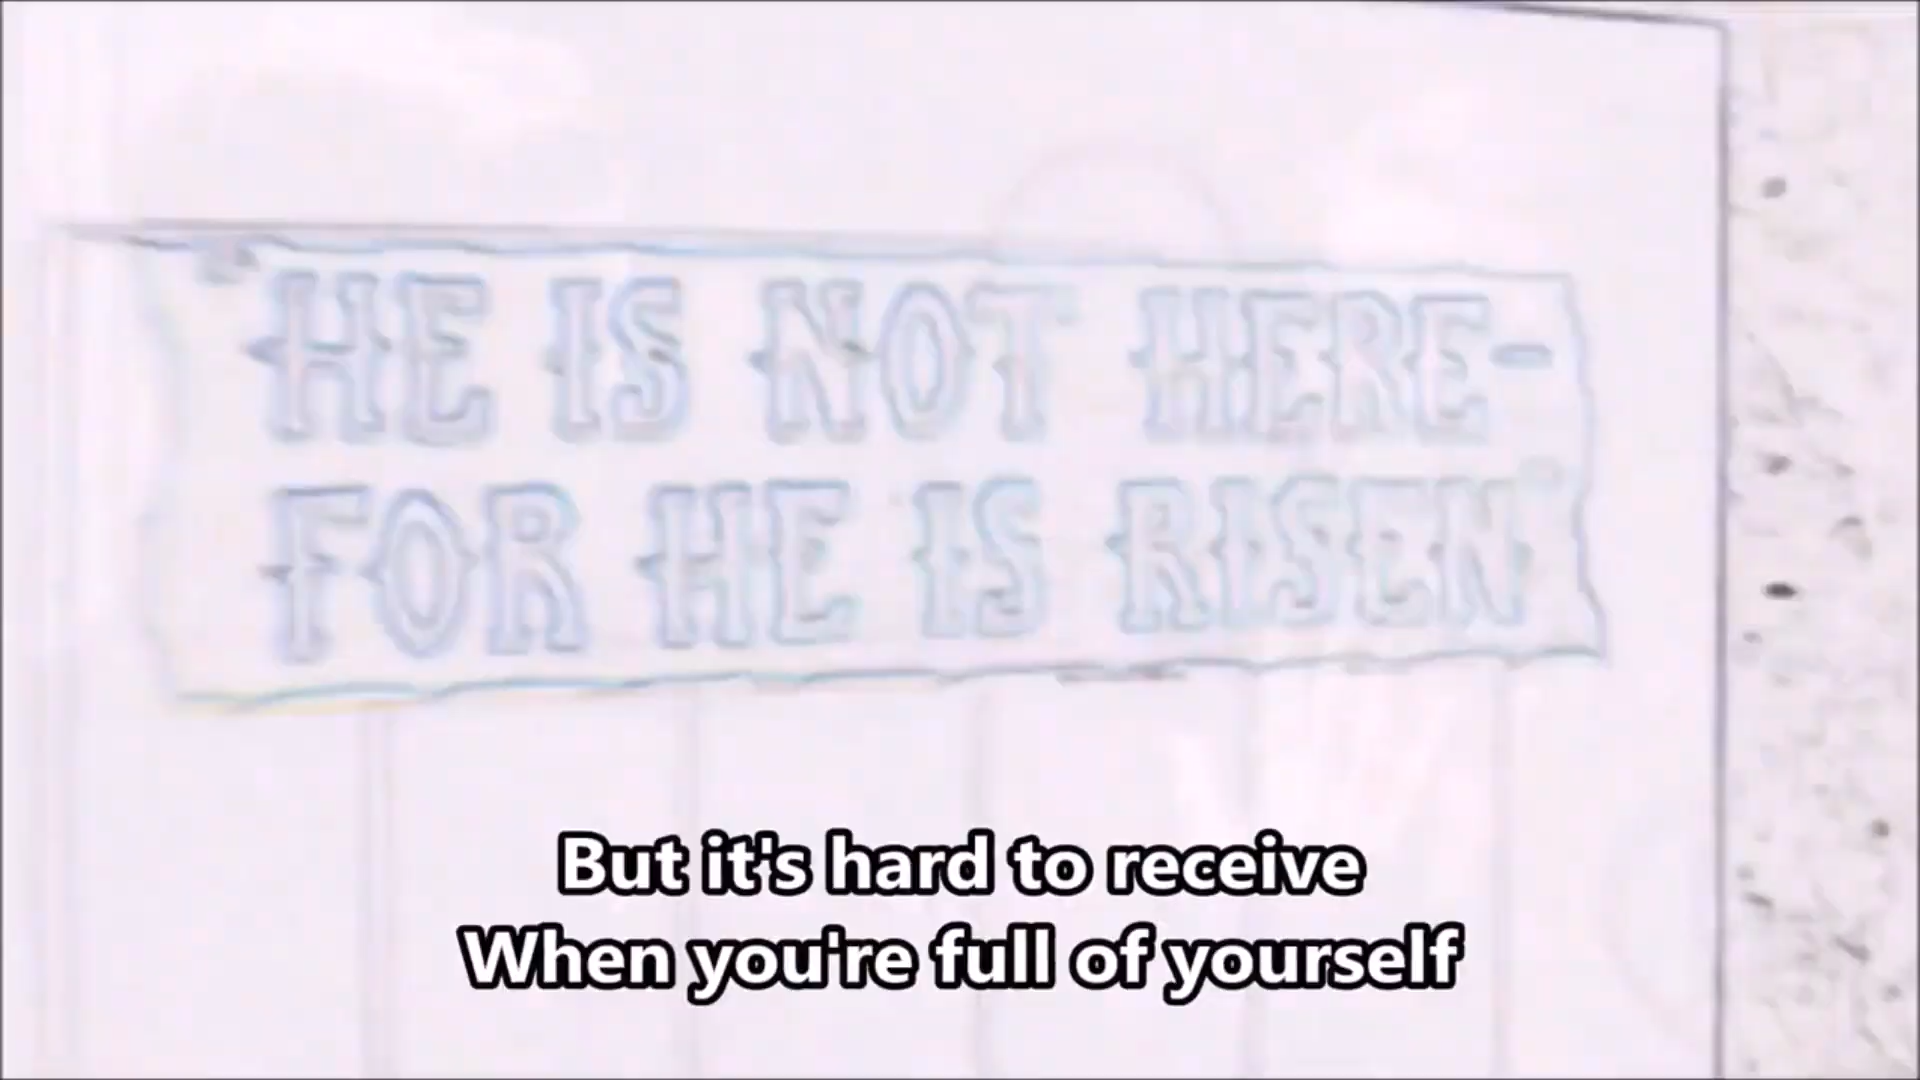 "HE IS NOT HERE-
FOR HE IS RISEN"
But it's hard to receive
When you're full of yourself